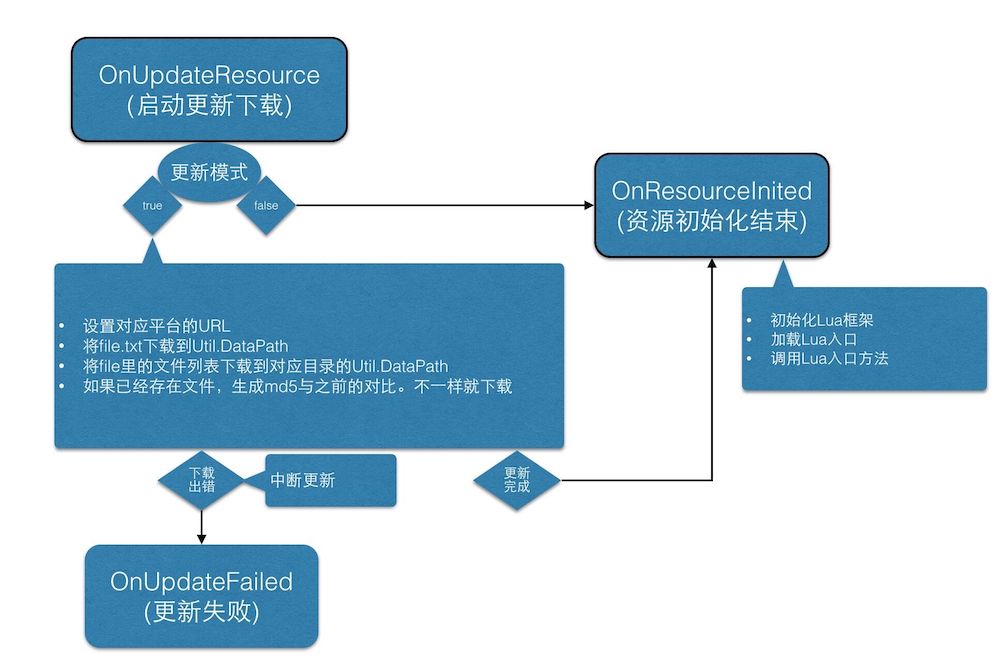 OnUpdateResource
(启动更新下载)
更新模式
true
false
OnResourceInited
(资源初始化结束)
• 设置对应平台的URL
• 将file.txt下载到Util.DataPath
• 将file里的文件列表下载到对应目录的Util.DataPath
• 如果已经存在文件，生成md5与之前的对比。不一样就下载
• 初始化Lua框架
• 加载Lua入口
• 调用Lua入口方法
下载
出错
中断更新
更新
完成
OnUpdateFailed
(更新失败)